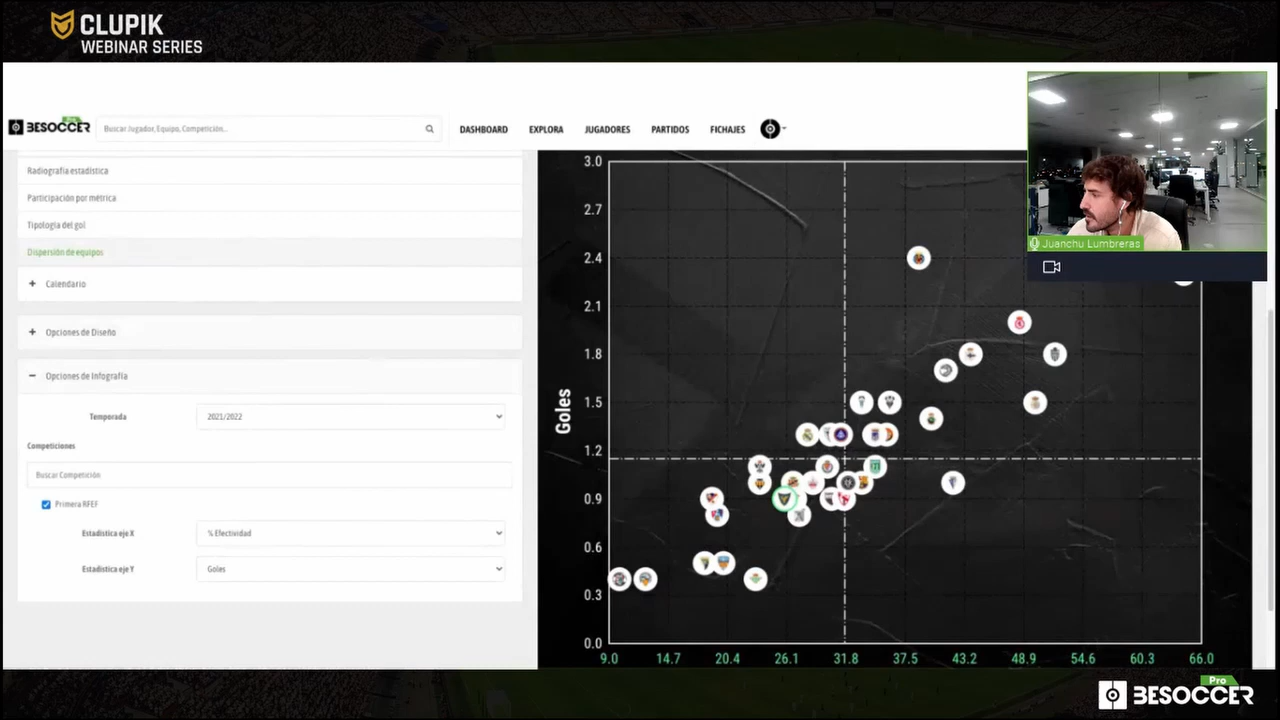 CLUPIK
WEBINAR SERIES
BESOCCER Pro
Buscar Jugador, Equipo, Competición...
DASHBOARD
EXPLORA
JUGADORES
PARTIDOS
FICHAJES
Radiografía estadística
Participación por métrica
Tipología del gol
Dispersión de equipos
+ Calendario
+ Opciones de Diseño
− Opciones de Infografía
Temporada
2021/2022
Competiciones
Buscar Competición
Primera RFEF
Estadística eje X
% Efectividad
Estadística eje Y
Goles
Goles
3.0
2.7
2.4
2.1
1.8
1.5
1.2
0.9
0.6
0.3
0.0
9.0 14.7 20.4 26.1 31.8 37.5 43.2 48.9 54.6 60.3 66.0
Juanchu Lumbreras
BESOCCER Pro